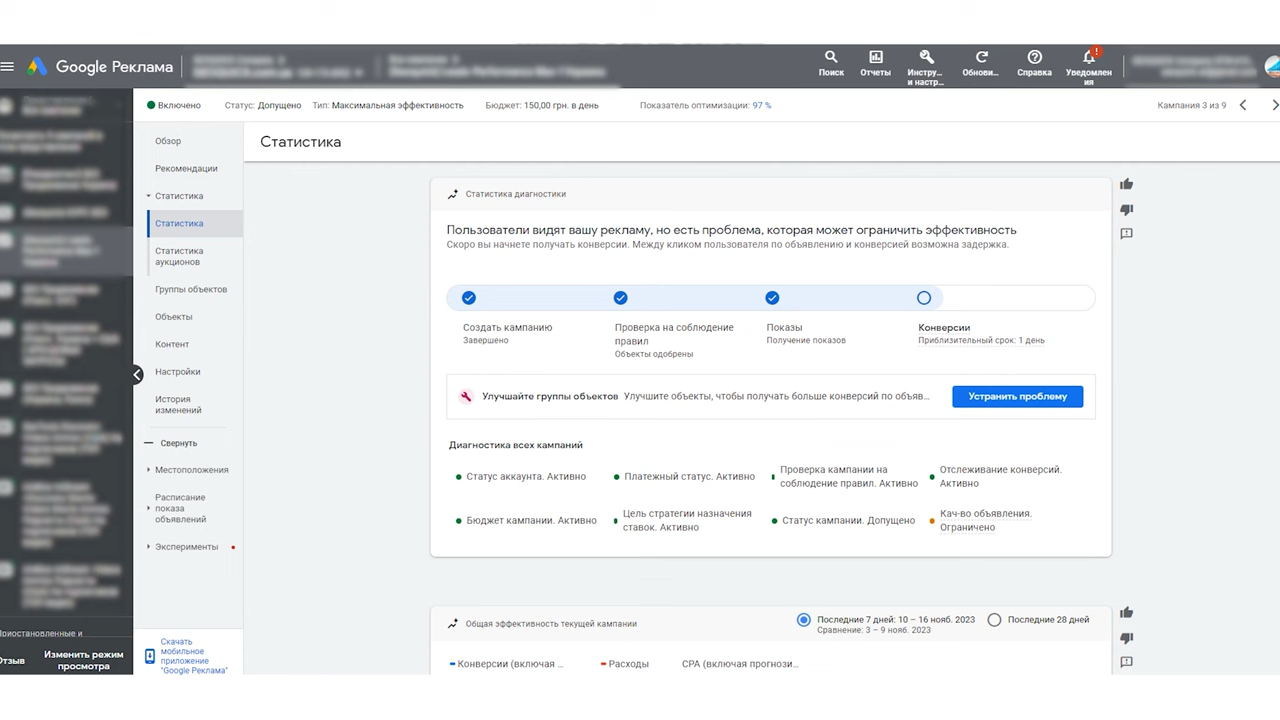 Google Реклама
Поиск
Отчеты
Инстру...
и настр...
Обнови...
Справка
Уведомлен
ия
Включено
Статус: Допущено
Тип: Максимальная эффективность
Бюджет: 150,00 грн. в день
Показатель оптимизации: 97 %
Кампания 3 из 9
Обзор
Рекомендации
Статистика
Статистика
Статистика
аукционов
Группы объектов
Объекты
Контент
Настройки
История
изменений
Свернуть
Местоположения
Расписание
показа
объявлений
Эксперименты
Скачать
мобильное
приложение
"Google Реклама"
Приостановленные и
Отзыв
Изменить режим
просмотра
Статистика
Статистика диагностики
Пользователи видят вашу рекламу, но есть проблема, которая может ограничить эффективность
Скоро вы начнете получать конверсии. Между кликом пользователя по объявлению и конверсией возможна задержка.
Создать кампанию
Завершено
Проверка на соблюдение
правил
Объекты одобрены
Показы
Получение показов
Конверсии
Приблизительный срок: 1 день
Улучшайте группы объектов Улучшите объекты, чтобы получать больше конверсий по объяв...
Устранить проблему
Диагностика всех кампаний
Статус аккаунта. Активно
Платежный статус. Активно
Проверка кампании на
соблюдение правил. Активно
Отслеживание конверсий.
Активно
Бюджет кампании. Активно
Цель стратегии назначения
ставок. Активно
Статус кампании. Допущено
Кач-во объявления.
Ограничено
Общая эффективность текущей кампании
Последние 7 дней: 10 – 16 нояб. 2023
Сравнение: 3 – 9 нояб. 2023
Последние 28 дней
Конверсии (включая ...
Расходы
CPA (включая прогнози...